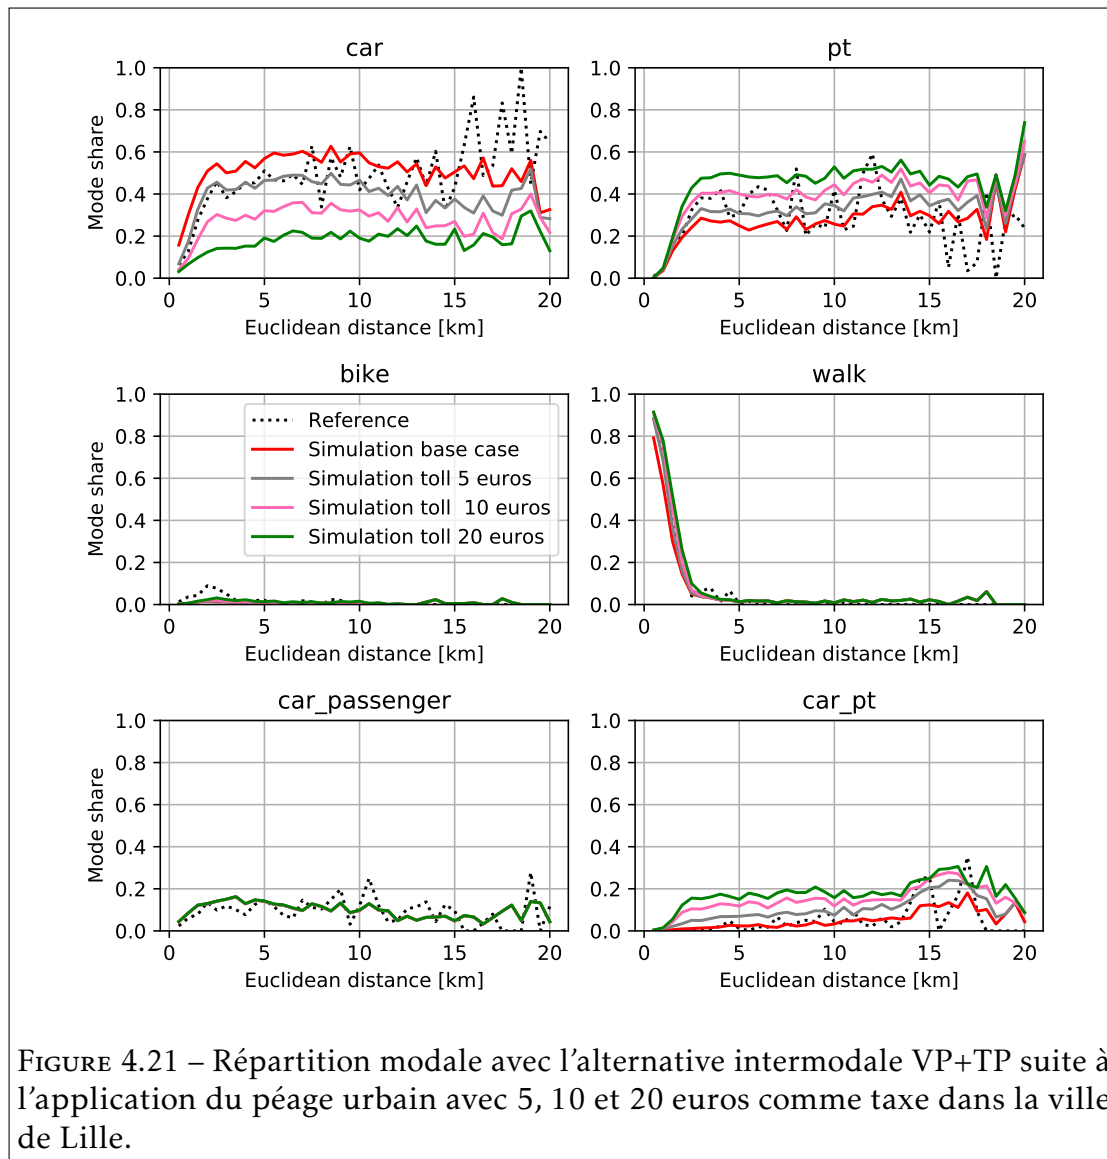 car
pt
1.0
0.8
0.6
0.4
0.2
0.0
Mode share
0 5 10 15 20
Euclidean distance [km]
1.0
0.8
0.6
0.4
0.2
0.0
0 5 10 15 20
Euclidean distance [km]
bike
walk
1.0
0.8
0.6
0.4
0.2
0.0
Mode share
Reference
Simulation base case
Simulation toll 5 euros
Simulation toll 10 euros
Simulation toll 20 euros
0 5 10 15 20
Euclidean distance [km]
1.0
0.8
0.6
0.4
0.2
0.0
0 5 10 15 20
Euclidean distance [km]
car_passenger
car_pt
1.0
0.8
0.6
0.4
0.2
0.0
Mode share
0 5 10 15 20
Euclidean distance [km]
1.0
0.8
0.6
0.4
0.2
0.0
0 5 10 15 20
Euclidean distance [km]
FIGURE 4.21 – Répartition modale avec l'alternative intermodale VP+TP suite à
l'application du péage urbain avec 5, 10 et 20 euros comme taxe dans la ville
de Lille.